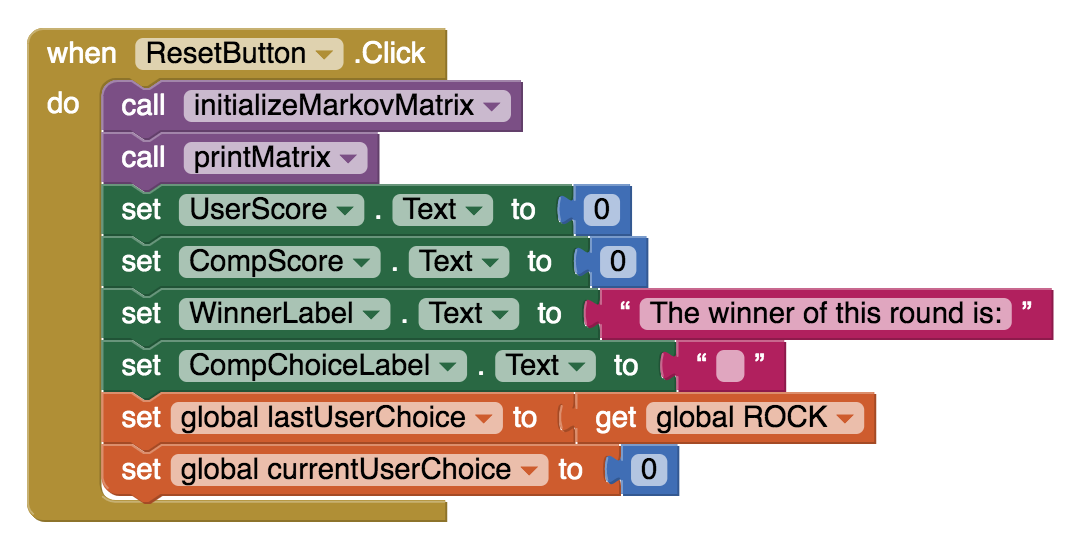 when ResetButton .Click
do call initializeMarkovMatrix
call printMatrix
set UserScore . Text to 0
set CompScore . Text to 0
set WinnerLabel . Text to “ The winner of this round is: ”
set CompChoiceLabel . Text to “ ”
set global lastUserChoice to get global ROCK
set global currentUserChoice to 0